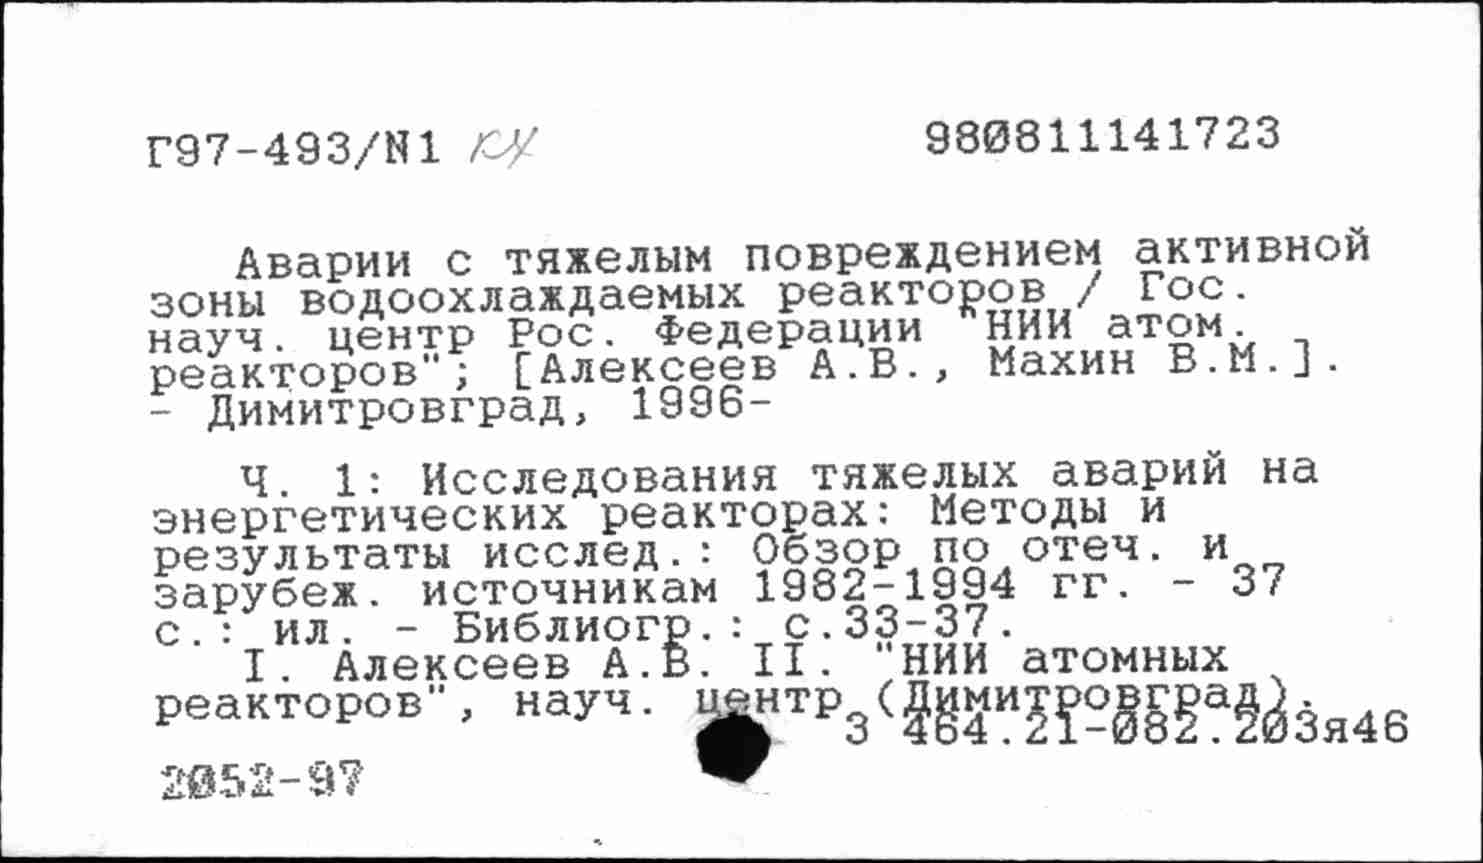 Г97-493/N1 кх 980811141723
Аварии с тяжелым повреждением активной
зоны водоохлаждаемых реакторов / Гос.
науч. центр Рос. Федерации "НИИ атом.
реакторов"; [Алексеев А.В., Махин В.М.].
- Димитровград, 1996-
Ч. 1: Исследования тяжелых аварий на
энергетических реакторах: Методы и
результаты исслед.: Обзор по отеч. и
зарубеж. источникам 1982-1994 гг. - 37
с.: ил. - Библиогр.: с.33-37.
I. Алексеев А.В. II. "НИИ атомных
реакторов", науч. центр (Димитровград).
З 464.21-082.203я46
2052-97